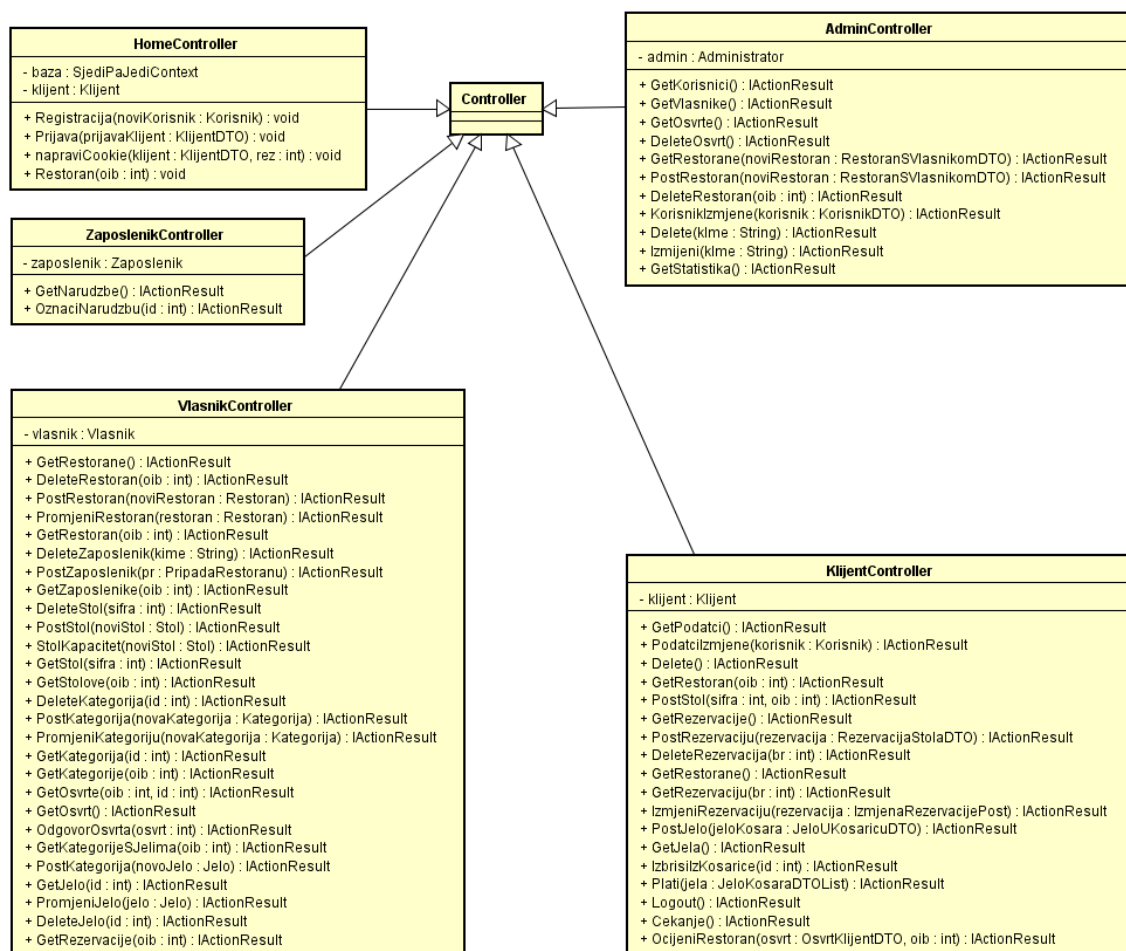 HomeController
- baza : SjediPaJediContext
- klijent : Klijent
+ Registracija(noviKorisnik : Korisnik) : void
+ Prijava(prijavaKlijent : KlijentDTO) : void
+ napraviCookie(klijent : KlijentDTO, rez : int) : void
+ Restoran(oib : int) : void
Controller
AdminController
- admin : Administrator
+ GetKorisnici() : IActionResult
+ GetVlasnike() : IActionResult
+ GetOsvrte() : IActionResult
+ DeleteOsvrt() : IActionResult
+ GetRestorane(noviRestoran : RestoranSVlasnikomDTO) : IActionResult
+ PostRestoran(noviRestoran : RestoranSVlasnikomDTO) : IActionResult
+ DeleteRestoran(oib : int) : IActionResult
+ KorisnikIzmjene(korisnik : KorisnikDTO) : IActionResult
+ Delete(kIme : String) : IActionResult
+ Izmijeni(kIme : String) : IActionResult
+ GetStatistika() : IActionResult
ZaposlenikController
- zaposlenik : Zaposlenik
+ GetNarudzbe() : IActionResult
+ OznaciNarudzbu(id : int) : IActionResult
VlasnikController
- vlasnik : Vlasnik
+ GetRestorane() : IActionResult
+ DeleteRestoran(oib : int) : IActionResult
+ PostRestoran(noviRestoran : Restoran) : IActionResult
+ PromjeniRestoran(restoran : Restoran) : IActionResult
+ GetRestoran(oib : int) : IActionResult
+ DeleteZaposlenik(kime : String) : IActionResult
+ PostZaposlenik(pr : PripadaRestoranu) : IActionResult
+ GetZaposlenike(oib : int) : IActionResult
+ DeleteStol(sifra : int) : IActionResult
+ PostStol(noviStol : Stol) : IActionResult
+ StolKapacitet(noviStol : Stol) : IActionResult
+ GetStol(sifra : int) : IActionResult
+ GetStolove(oib : int) : IActionResult
+ DeleteKategorija(id : int) : IActionResult
+ PostKategorija(novaKategorija : Kategorija) : IActionResult
+ PromjeniKategoriju(novaKategorija : Kategorija) : IActionResult
+ GetKategorija(id : int) : IActionResult
+ GetKategorije(oib : int) : IActionResult
+ GetOsvrte(oib : int, id : int) : IActionResult
+ GetOsvrt() : IActionResult
+ OdgovorOsvrta(osvrt : int) : IActionResult
+ GetKategorijeSJelima(oib : int) : IActionResult
+ PostKategorija(novoJelo : Jelo) : IActionResult
+ GetJelo(id : int) : IActionResult
+ PromjeniJelo(jelo : Jelo) : IActionResult
+ DeleteJelo(id : int) : IActionResult
+ GetRezervacije(oib : int) : IActionResult
KlijentController
- klijent : Klijent
+ GetPodatci() : IActionResult
+ PodatciIzmjene(korisnik : Korisnik) : IActionResult
+ Delete() : IActionResult
+ GetRestoran(oib : int) : IActionResult
+ PostStol(sifra : int, oib : int) : IActionResult
+ GetRezervacije() : IActionResult
+ PostRezervaciju(rezervacija : RezervacijaStolaDTO) : IActionResult
+ DeleteRezervacija(br : int) : IActionResult
+ GetRestorane() : IActionResult
+ GetRezervaciju(br : int) : IActionResult
+ IzmjeniRezervaciju(rezervacija : IzmjenaRezervacijePost) : IActionResult
+ PostJelo(jeloKosara : JeloUKosaricuDTO) : IActionResult
+ GetJela() : IActionResult
+ IzbrisiIzKosarice(id : int) : IActionResult
+ Plati(jela : JeloKosaraDTOList) : IActionResult
+ Logout() : IActionResult
+ Cekanje() : IActionResult
+ OcijeniRestoran(osvrt : OsvrtKlijentDTO, oib : int) : IActionResult